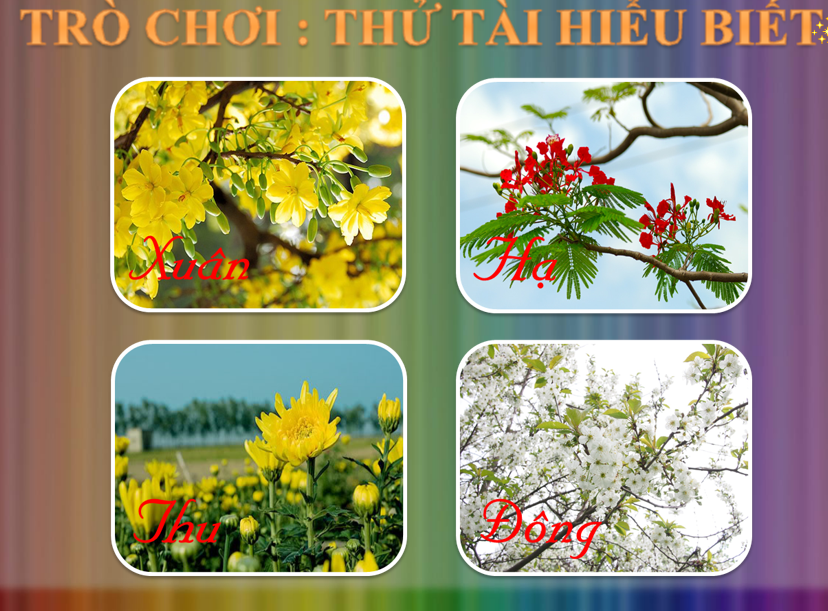 TRÒ CHƠI : THỬ TÀI HIỂU BIẾT
Xuân
Hạ
Thu
Đông